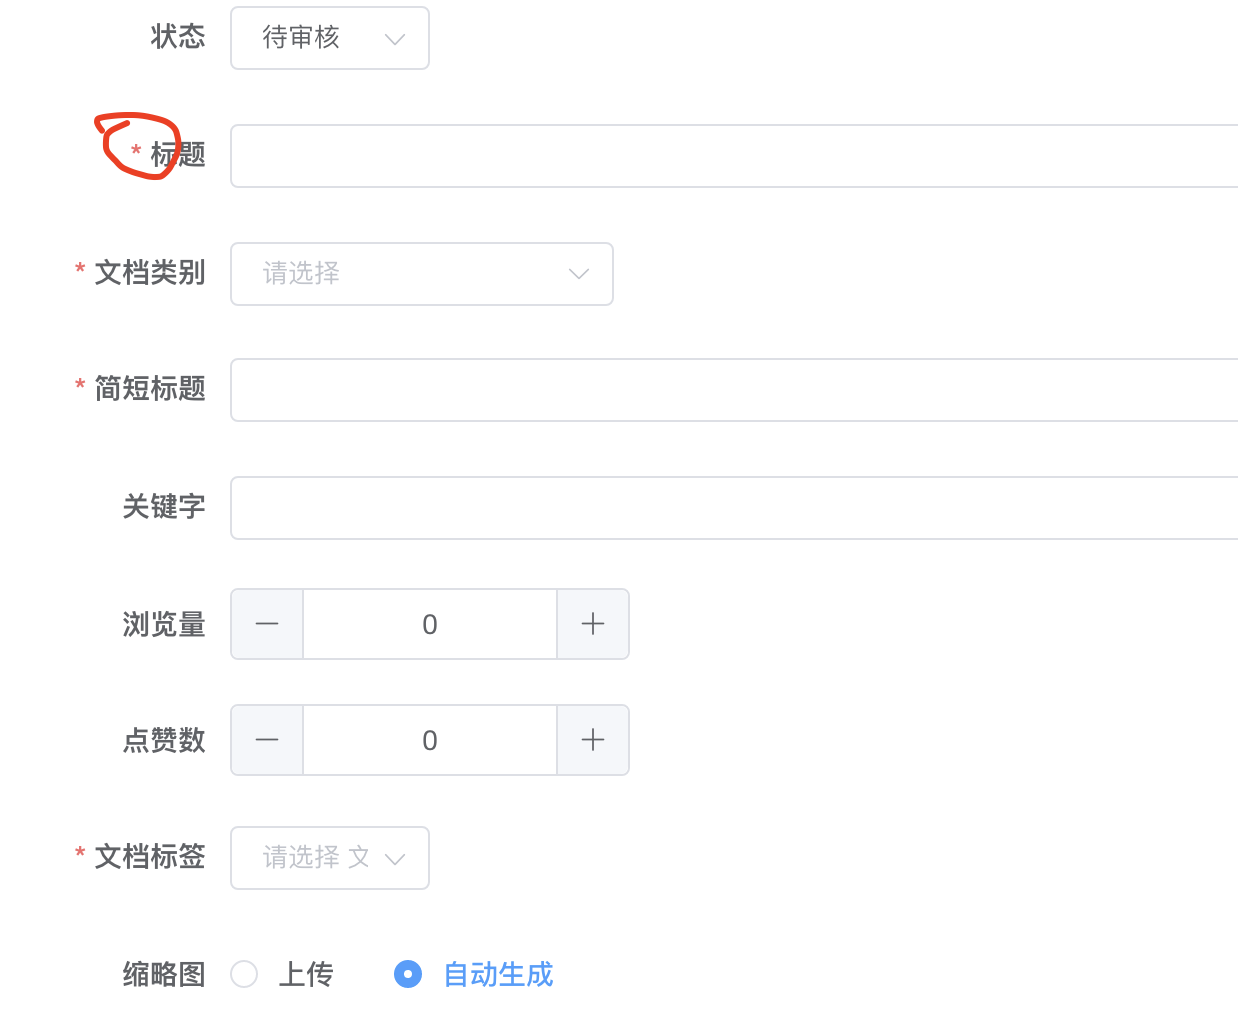 状态 待审核
* 标题
* 文档类别 请选择
* 简短标题
关键字
浏览量 — 0 +
点赞数 — 0 +
* 文档标签 请选择 文
缩略图 上传 自动生成